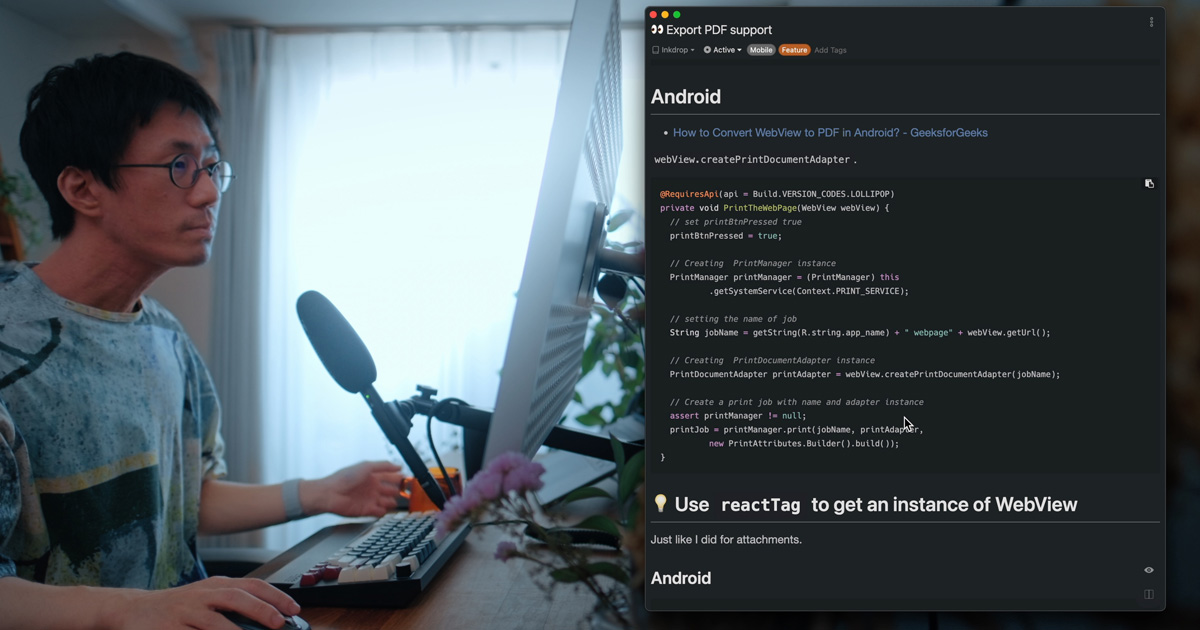 👀 Export PDF support
Inkdrop Active Mobile Feature Add Tags
Android
• How to Convert WebView to PDF in Android? - GeeksforGeeks
webView.createPrintDocumentAdapter .
@RequiresApi(api = Build.VERSION_CODES.LOLLIPOP)
private void PrintTheWebPage(WebView webView) {
// set printBtnPressed true
printBtnPressed = true;
// Creating  PrintManager instance
PrintManager printManager = (PrintManager) this
.getSystemService(Context.PRINT_SERVICE);
// setting the name of job
String jobName = getString(R.string.app_name) + " webpage" + webView.getUrl();
// Creating  PrintDocumentAdapter instance
PrintDocumentAdapter printAdapter = webView.createPrintDocumentAdapter(jobName);
// Create a print job with name and adapter instance
assert printManager != null;
printJob = printManager.print(jobName, printAdapter,
new PrintAttributes.Builder().build());
}
💡 Use reactTag to get an instance of WebView
Just like I did for attachments.
Android